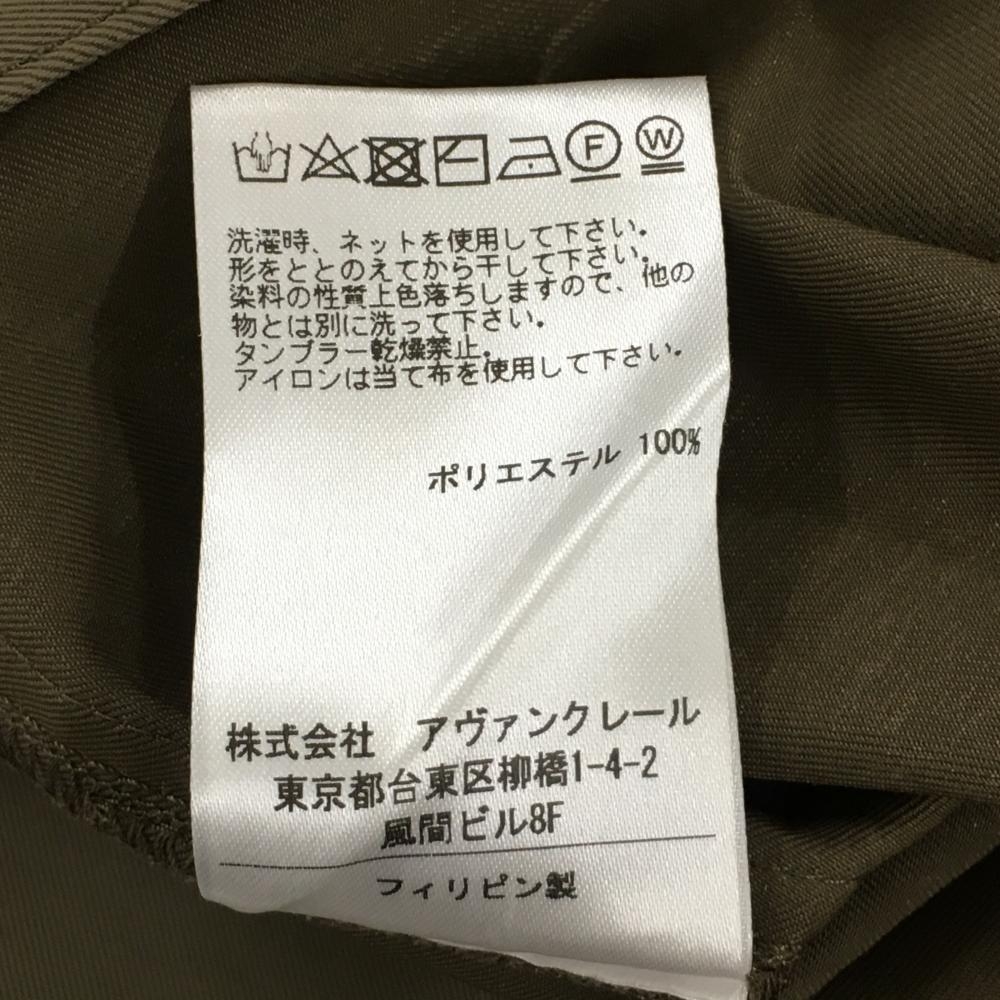 F W
洗濯時、ネットを使用して下さい。
形をととのえてから干して下さい。
染料の性質上色落ちしますので、他の
物とは別に洗って下さい。
タンブラー乾燥禁止。
アイロンは当て布を使用して下さい。
ポリエステル 100%
株式会社 アヴァンクレール
東京都台東区柳橋1-4-2
風間ビル8F
フィリピン製